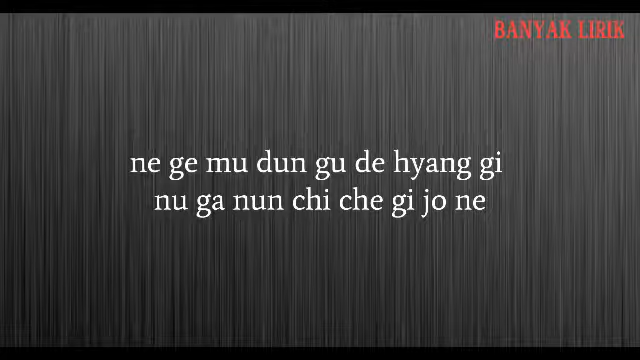 BANYAK LIRIK
ne ge mu dun gu de hyang gi
nu ga nun chi che gi jo ne